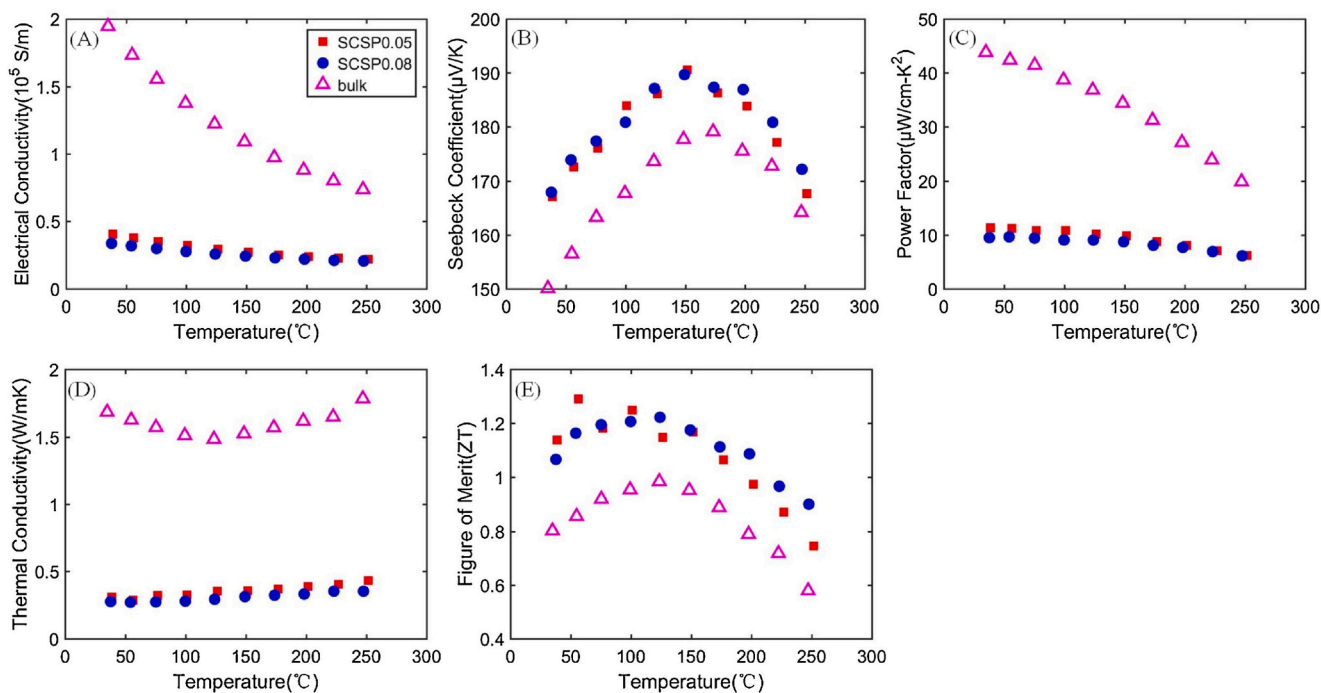 (A)
Electrical Conductivity(10⁵ S/m)
2
1.5
1
0.5
0
0 50 100 150 200 250 300
Temperature(℃)
SCSP0.05
SCSP0.08
bulk
(B)
Seebeck Coefficient(μV/K)
200
190
180
170
160
150
0 50 100 150 200 250 300
Temperature(℃)
(C)
Power Factor(μW/cm-K²)
50
40
30
20
10
0
0 50 100 150 200 250 300
Temperature(℃)
(D)
Thermal Conductivity(W/mK)
2
1.5
1
0.5
0
0 50 100 150 200 250 300
Temperature(℃)
(E)
Figure of Merit(ZT)
1.4
1.2
1
0.8
0.6
0.4
0 50 100 150 200 250 300
Temperature(℃)